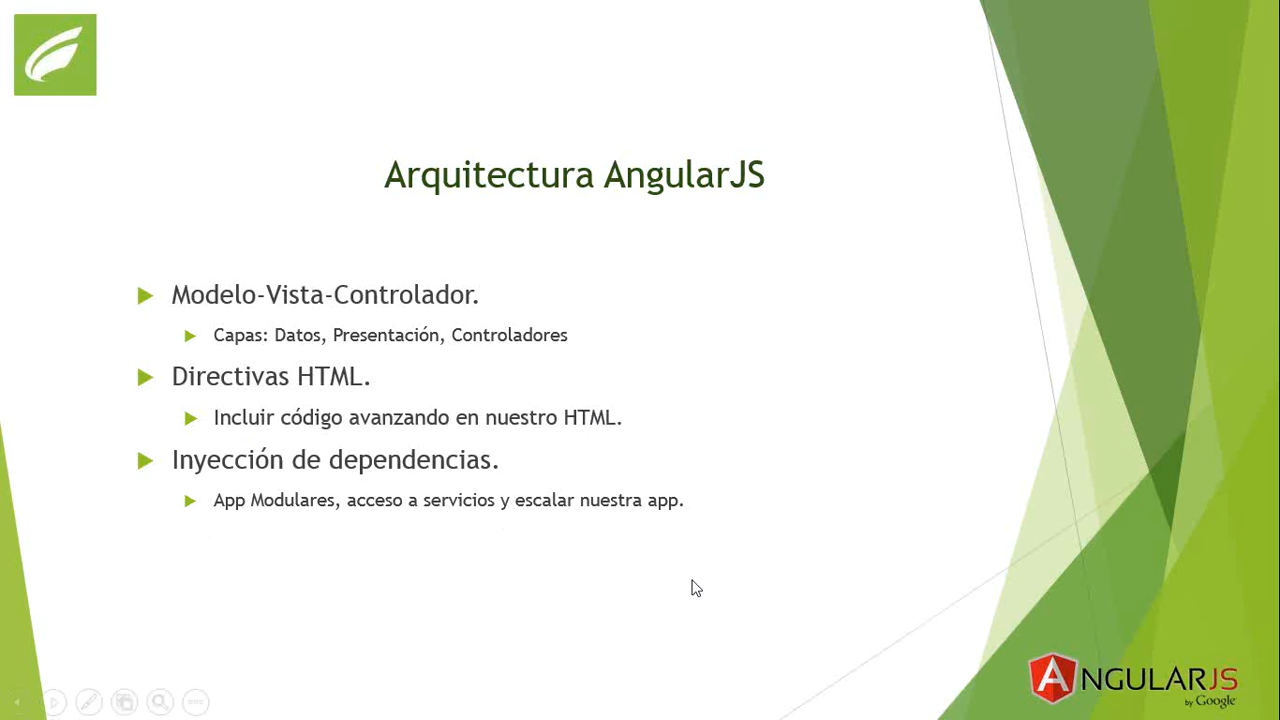 Arquitectura AngularJS
Modelo-Vista-Controlador.
Capas: Datos, Presentación, Controladores
Directivas HTML.
Incluir código avanzando en nuestro HTML.
Inyección de dependencias.
App Modulares, acceso a servicios y escalar nuestra app.
ANGULARJS
by Google